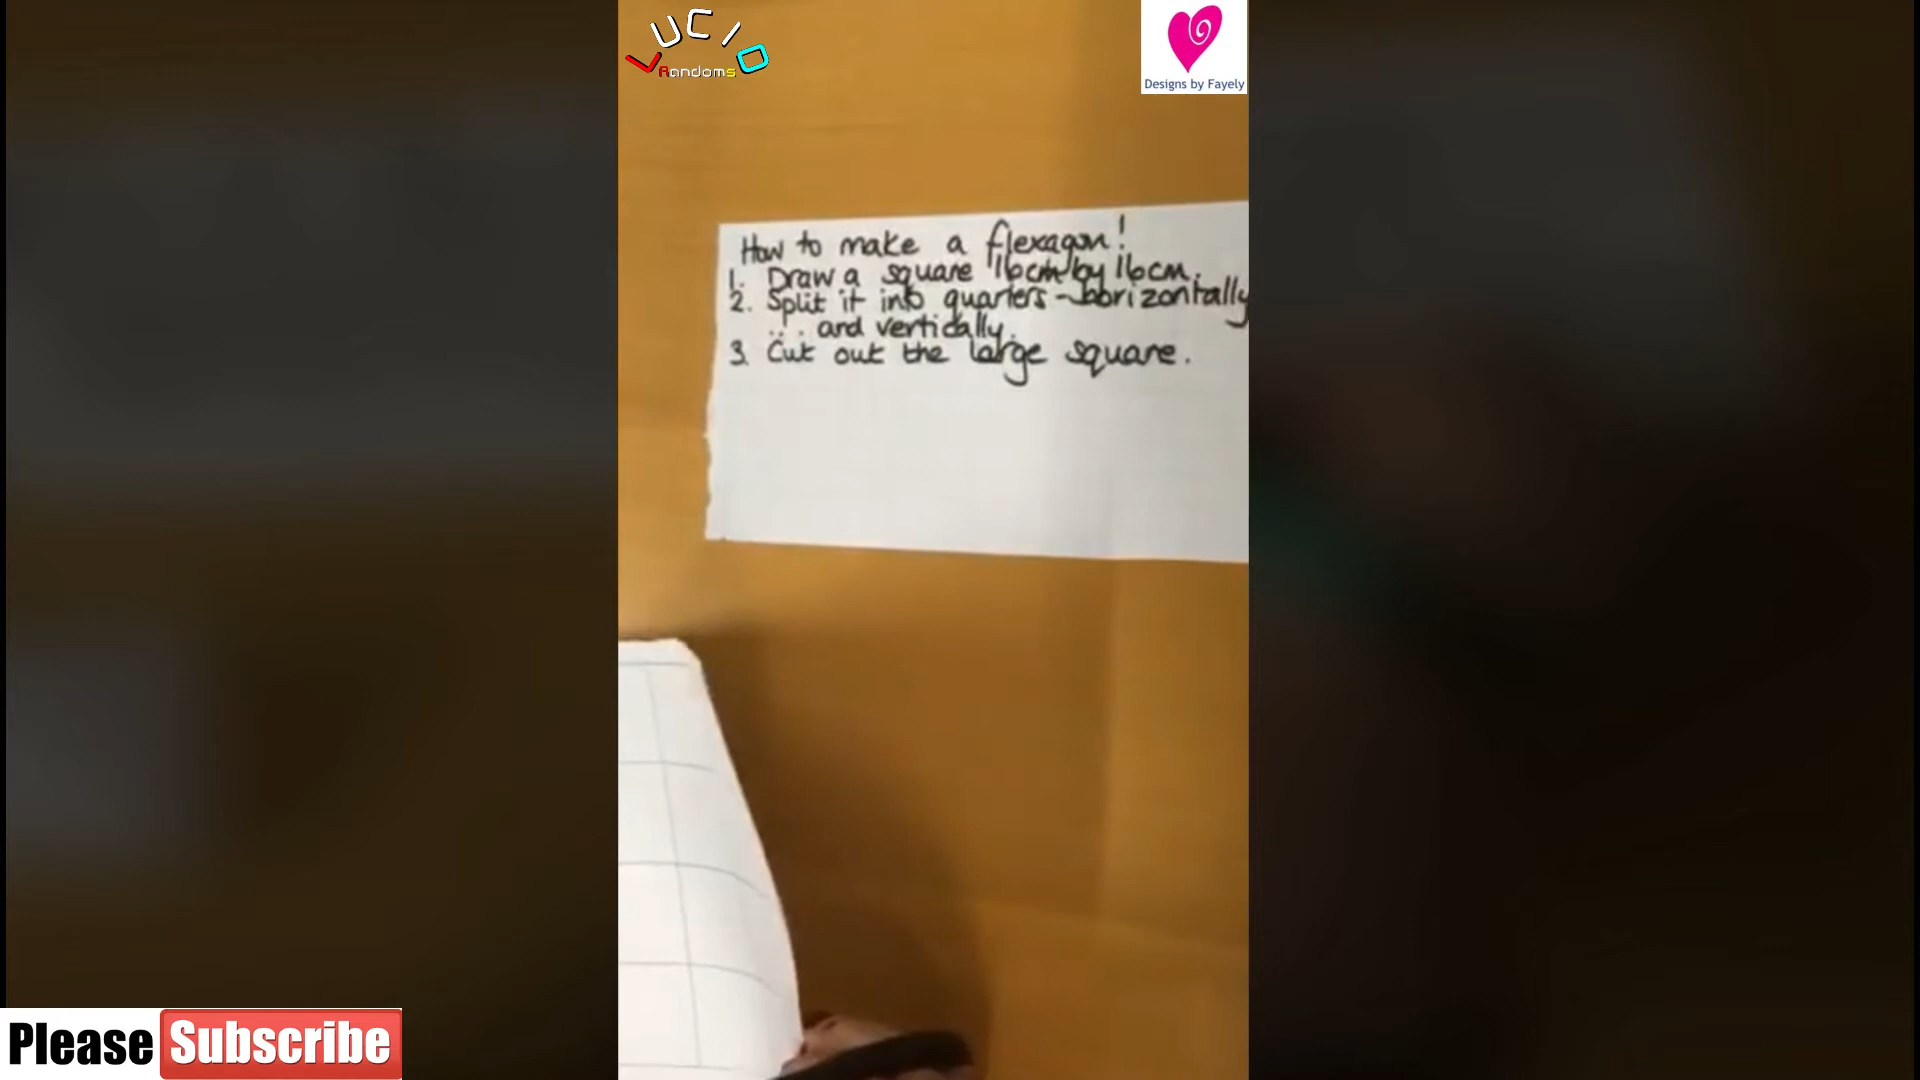 LUCIO
Randoms
Designs by Fayely
How to make a flexagon!
1. Draw a square 16cm by 16cm.
2. Split it into quarters - horizontally
... and vertically.
3. Cut out the large square.
Please Subscribe